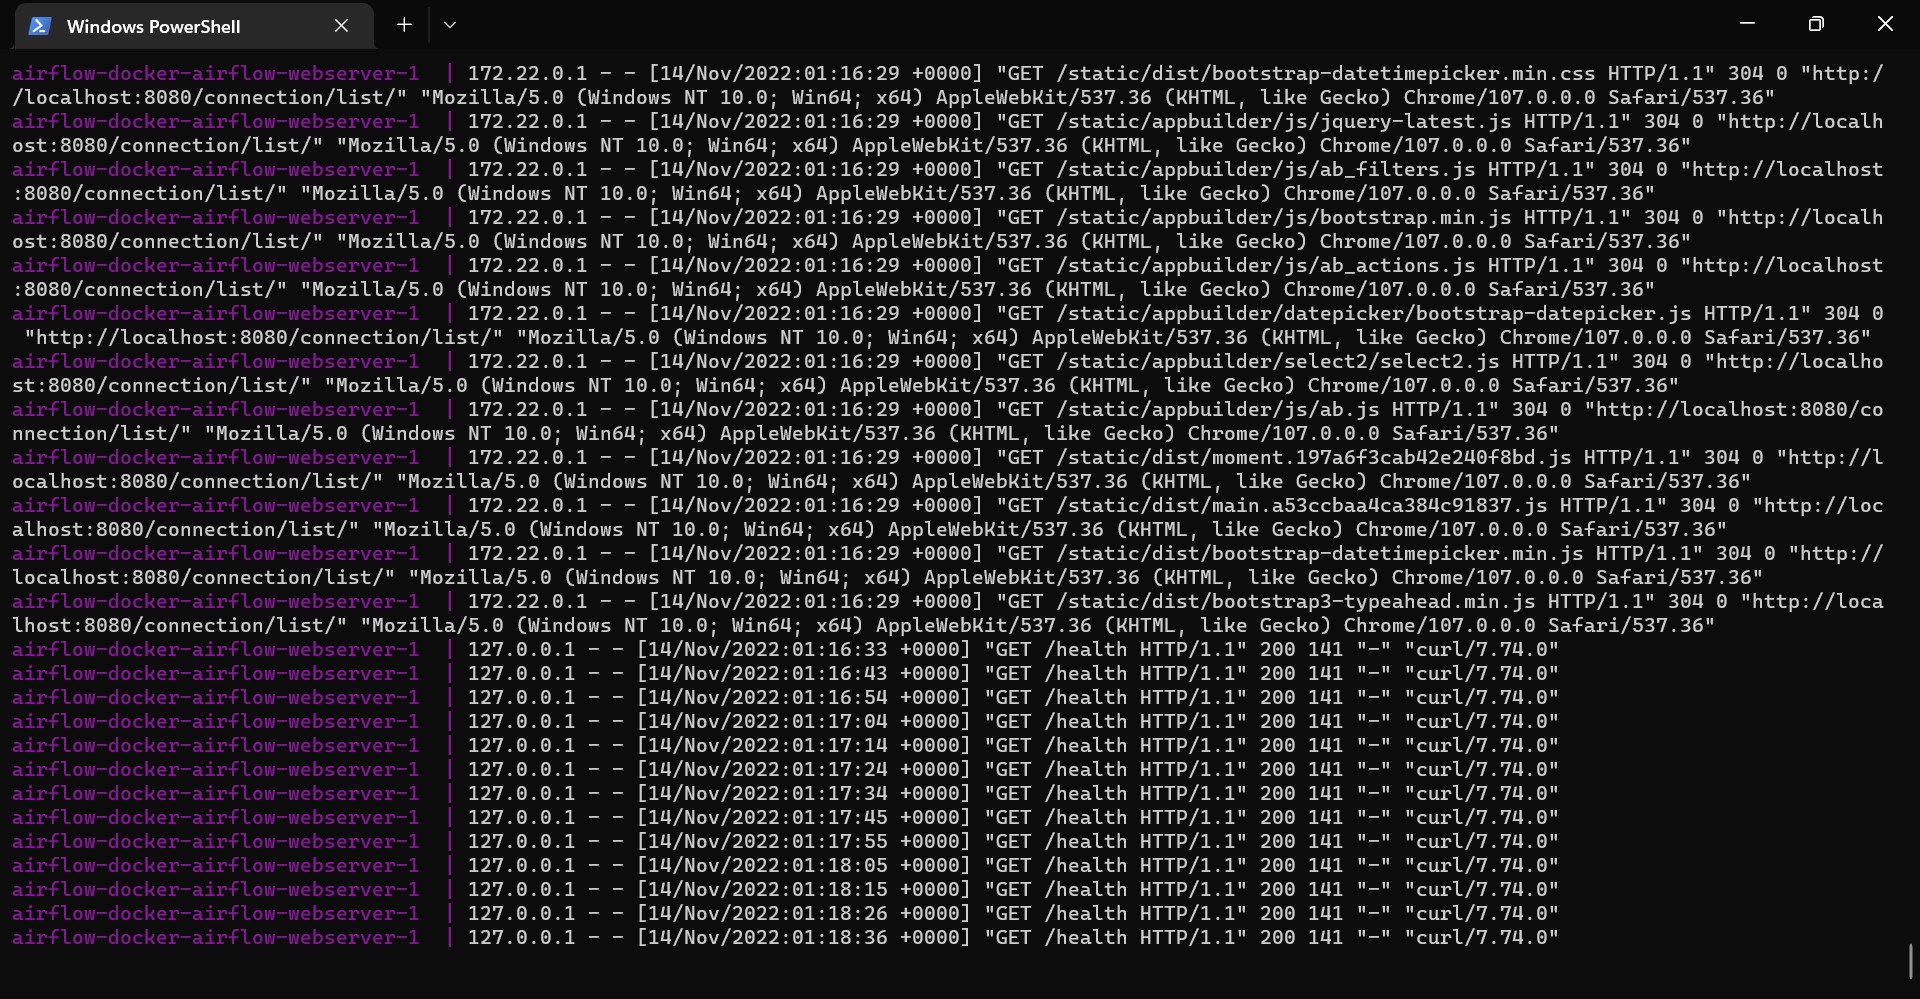 Windows PowerShell
airflow-docker-airflow-webserver-1  | 172.22.0.1 - - [14/Nov/2022:01:16:29 +0000] "GET /static/dist/bootstrap-datetimepicker.min.css HTTP/1.1" 304 0 "http:/
/localhost:8080/connection/list/" "Mozilla/5.0 (Windows NT 10.0; Win64; x64) AppleWebKit/537.36 (KHTML, like Gecko) Chrome/107.0.0.0 Safari/537.36"
airflow-docker-airflow-webserver-1  | 172.22.0.1 - - [14/Nov/2022:01:16:29 +0000] "GET /static/appbuilder/js/jquery-latest.js HTTP/1.1" 304 0 "http://localh
ost:8080/connection/list/" "Mozilla/5.0 (Windows NT 10.0; Win64; x64) AppleWebKit/537.36 (KHTML, like Gecko) Chrome/107.0.0.0 Safari/537.36"
airflow-docker-airflow-webserver-1  | 172.22.0.1 - - [14/Nov/2022:01:16:29 +0000] "GET /static/appbuilder/js/ab_filters.js HTTP/1.1" 304 0 "http://localhost
:8080/connection/list/" "Mozilla/5.0 (Windows NT 10.0; Win64; x64) AppleWebKit/537.36 (KHTML, like Gecko) Chrome/107.0.0.0 Safari/537.36"
airflow-docker-airflow-webserver-1  | 172.22.0.1 - - [14/Nov/2022:01:16:29 +0000] "GET /static/appbuilder/js/bootstrap.min.js HTTP/1.1" 304 0 "http://localh
ost:8080/connection/list/" "Mozilla/5.0 (Windows NT 10.0; Win64; x64) AppleWebKit/537.36 (KHTML, like Gecko) Chrome/107.0.0.0 Safari/537.36"
airflow-docker-airflow-webserver-1  | 172.22.0.1 - - [14/Nov/2022:01:16:29 +0000] "GET /static/appbuilder/js/ab_actions.js HTTP/1.1" 304 0 "http://localhost
:8080/connection/list/" "Mozilla/5.0 (Windows NT 10.0; Win64; x64) AppleWebKit/537.36 (KHTML, like Gecko) Chrome/107.0.0.0 Safari/537.36"
airflow-docker-airflow-webserver-1  | 172.22.0.1 - - [14/Nov/2022:01:16:29 +0000] "GET /static/appbuilder/datepicker/bootstrap-datepicker.js HTTP/1.1" 304 0
 "http://localhost:8080/connection/list/" "Mozilla/5.0 (Windows NT 10.0; Win64; x64) AppleWebKit/537.36 (KHTML, like Gecko) Chrome/107.0.0.0 Safari/537.36"
airflow-docker-airflow-webserver-1  | 172.22.0.1 - - [14/Nov/2022:01:16:29 +0000] "GET /static/appbuilder/select2/select2.js HTTP/1.1" 304 0 "http://localho
st:8080/connection/list/" "Mozilla/5.0 (Windows NT 10.0; Win64; x64) AppleWebKit/537.36 (KHTML, like Gecko) Chrome/107.0.0.0 Safari/537.36"
airflow-docker-airflow-webserver-1  | 172.22.0.1 - - [14/Nov/2022:01:16:29 +0000] "GET /static/appbuilder/js/ab.js HTTP/1.1" 304 0 "http://localhost:8080/co
nnection/list/" "Mozilla/5.0 (Windows NT 10.0; Win64; x64) AppleWebKit/537.36 (KHTML, like Gecko) Chrome/107.0.0.0 Safari/537.36"
airflow-docker-airflow-webserver-1  | 172.22.0.1 - - [14/Nov/2022:01:16:29 +0000] "GET /static/dist/moment.197a6f3cab42e240f8bd.js HTTP/1.1" 304 0 "http://l
ocalhost:8080/connection/list/" "Mozilla/5.0 (Windows NT 10.0; Win64; x64) AppleWebKit/537.36 (KHTML, like Gecko) Chrome/107.0.0.0 Safari/537.36"
airflow-docker-airflow-webserver-1  | 172.22.0.1 - - [14/Nov/2022:01:16:29 +0000] "GET /static/dist/main.a53ccbaa4ca384c91837.js HTTP/1.1" 304 0 "http://loc
alhost:8080/connection/list/" "Mozilla/5.0 (Windows NT 10.0; Win64; x64) AppleWebKit/537.36 (KHTML, like Gecko) Chrome/107.0.0.0 Safari/537.36"
airflow-docker-airflow-webserver-1  | 172.22.0.1 - - [14/Nov/2022:01:16:29 +0000] "GET /static/dist/bootstrap-datetimepicker.min.js HTTP/1.1" 304 0 "http://
localhost:8080/connection/list/" "Mozilla/5.0 (Windows NT 10.0; Win64; x64) AppleWebKit/537.36 (KHTML, like Gecko) Chrome/107.0.0.0 Safari/537.36"
airflow-docker-airflow-webserver-1  | 172.22.0.1 - - [14/Nov/2022:01:16:29 +0000] "GET /static/dist/bootstrap3-typeahead.min.js HTTP/1.1" 304 0 "http://loca
lhost:8080/connection/list/" "Mozilla/5.0 (Windows NT 10.0; Win64; x64) AppleWebKit/537.36 (KHTML, like Gecko) Chrome/107.0.0.0 Safari/537.36"
airflow-docker-airflow-webserver-1  | 127.0.0.1 - - [14/Nov/2022:01:16:33 +0000] "GET /health HTTP/1.1" 200 141 "-" "curl/7.74.0"
airflow-docker-airflow-webserver-1  | 127.0.0.1 - - [14/Nov/2022:01:16:43 +0000] "GET /health HTTP/1.1" 200 141 "-" "curl/7.74.0"
airflow-docker-airflow-webserver-1  | 127.0.0.1 - - [14/Nov/2022:01:16:54 +0000] "GET /health HTTP/1.1" 200 141 "-" "curl/7.74.0"
airflow-docker-airflow-webserver-1  | 127.0.0.1 - - [14/Nov/2022:01:17:04 +0000] "GET /health HTTP/1.1" 200 141 "-" "curl/7.74.0"
airflow-docker-airflow-webserver-1  | 127.0.0.1 - - [14/Nov/2022:01:17:14 +0000] "GET /health HTTP/1.1" 200 141 "-" "curl/7.74.0"
airflow-docker-airflow-webserver-1  | 127.0.0.1 - - [14/Nov/2022:01:17:24 +0000] "GET /health HTTP/1.1" 200 141 "-" "curl/7.74.0"
airflow-docker-airflow-webserver-1  | 127.0.0.1 - - [14/Nov/2022:01:17:34 +0000] "GET /health HTTP/1.1" 200 141 "-" "curl/7.74.0"
airflow-docker-airflow-webserver-1  | 127.0.0.1 - - [14/Nov/2022:01:17:45 +0000] "GET /health HTTP/1.1" 200 141 "-" "curl/7.74.0"
airflow-docker-airflow-webserver-1  | 127.0.0.1 - - [14/Nov/2022:01:17:55 +0000] "GET /health HTTP/1.1" 200 141 "-" "curl/7.74.0"
airflow-docker-airflow-webserver-1  | 127.0.0.1 - - [14/Nov/2022:01:18:05 +0000] "GET /health HTTP/1.1" 200 141 "-" "curl/7.74.0"
airflow-docker-airflow-webserver-1  | 127.0.0.1 - - [14/Nov/2022:01:18:15 +0000] "GET /health HTTP/1.1" 200 141 "-" "curl/7.74.0"
airflow-docker-airflow-webserver-1  | 127.0.0.1 - - [14/Nov/2022:01:18:26 +0000] "GET /health HTTP/1.1" 200 141 "-" "curl/7.74.0"
airflow-docker-airflow-webserver-1  | 127.0.0.1 - - [14/Nov/2022:01:18:36 +0000] "GET /health HTTP/1.1" 200 141 "-" "curl/7.74.0"